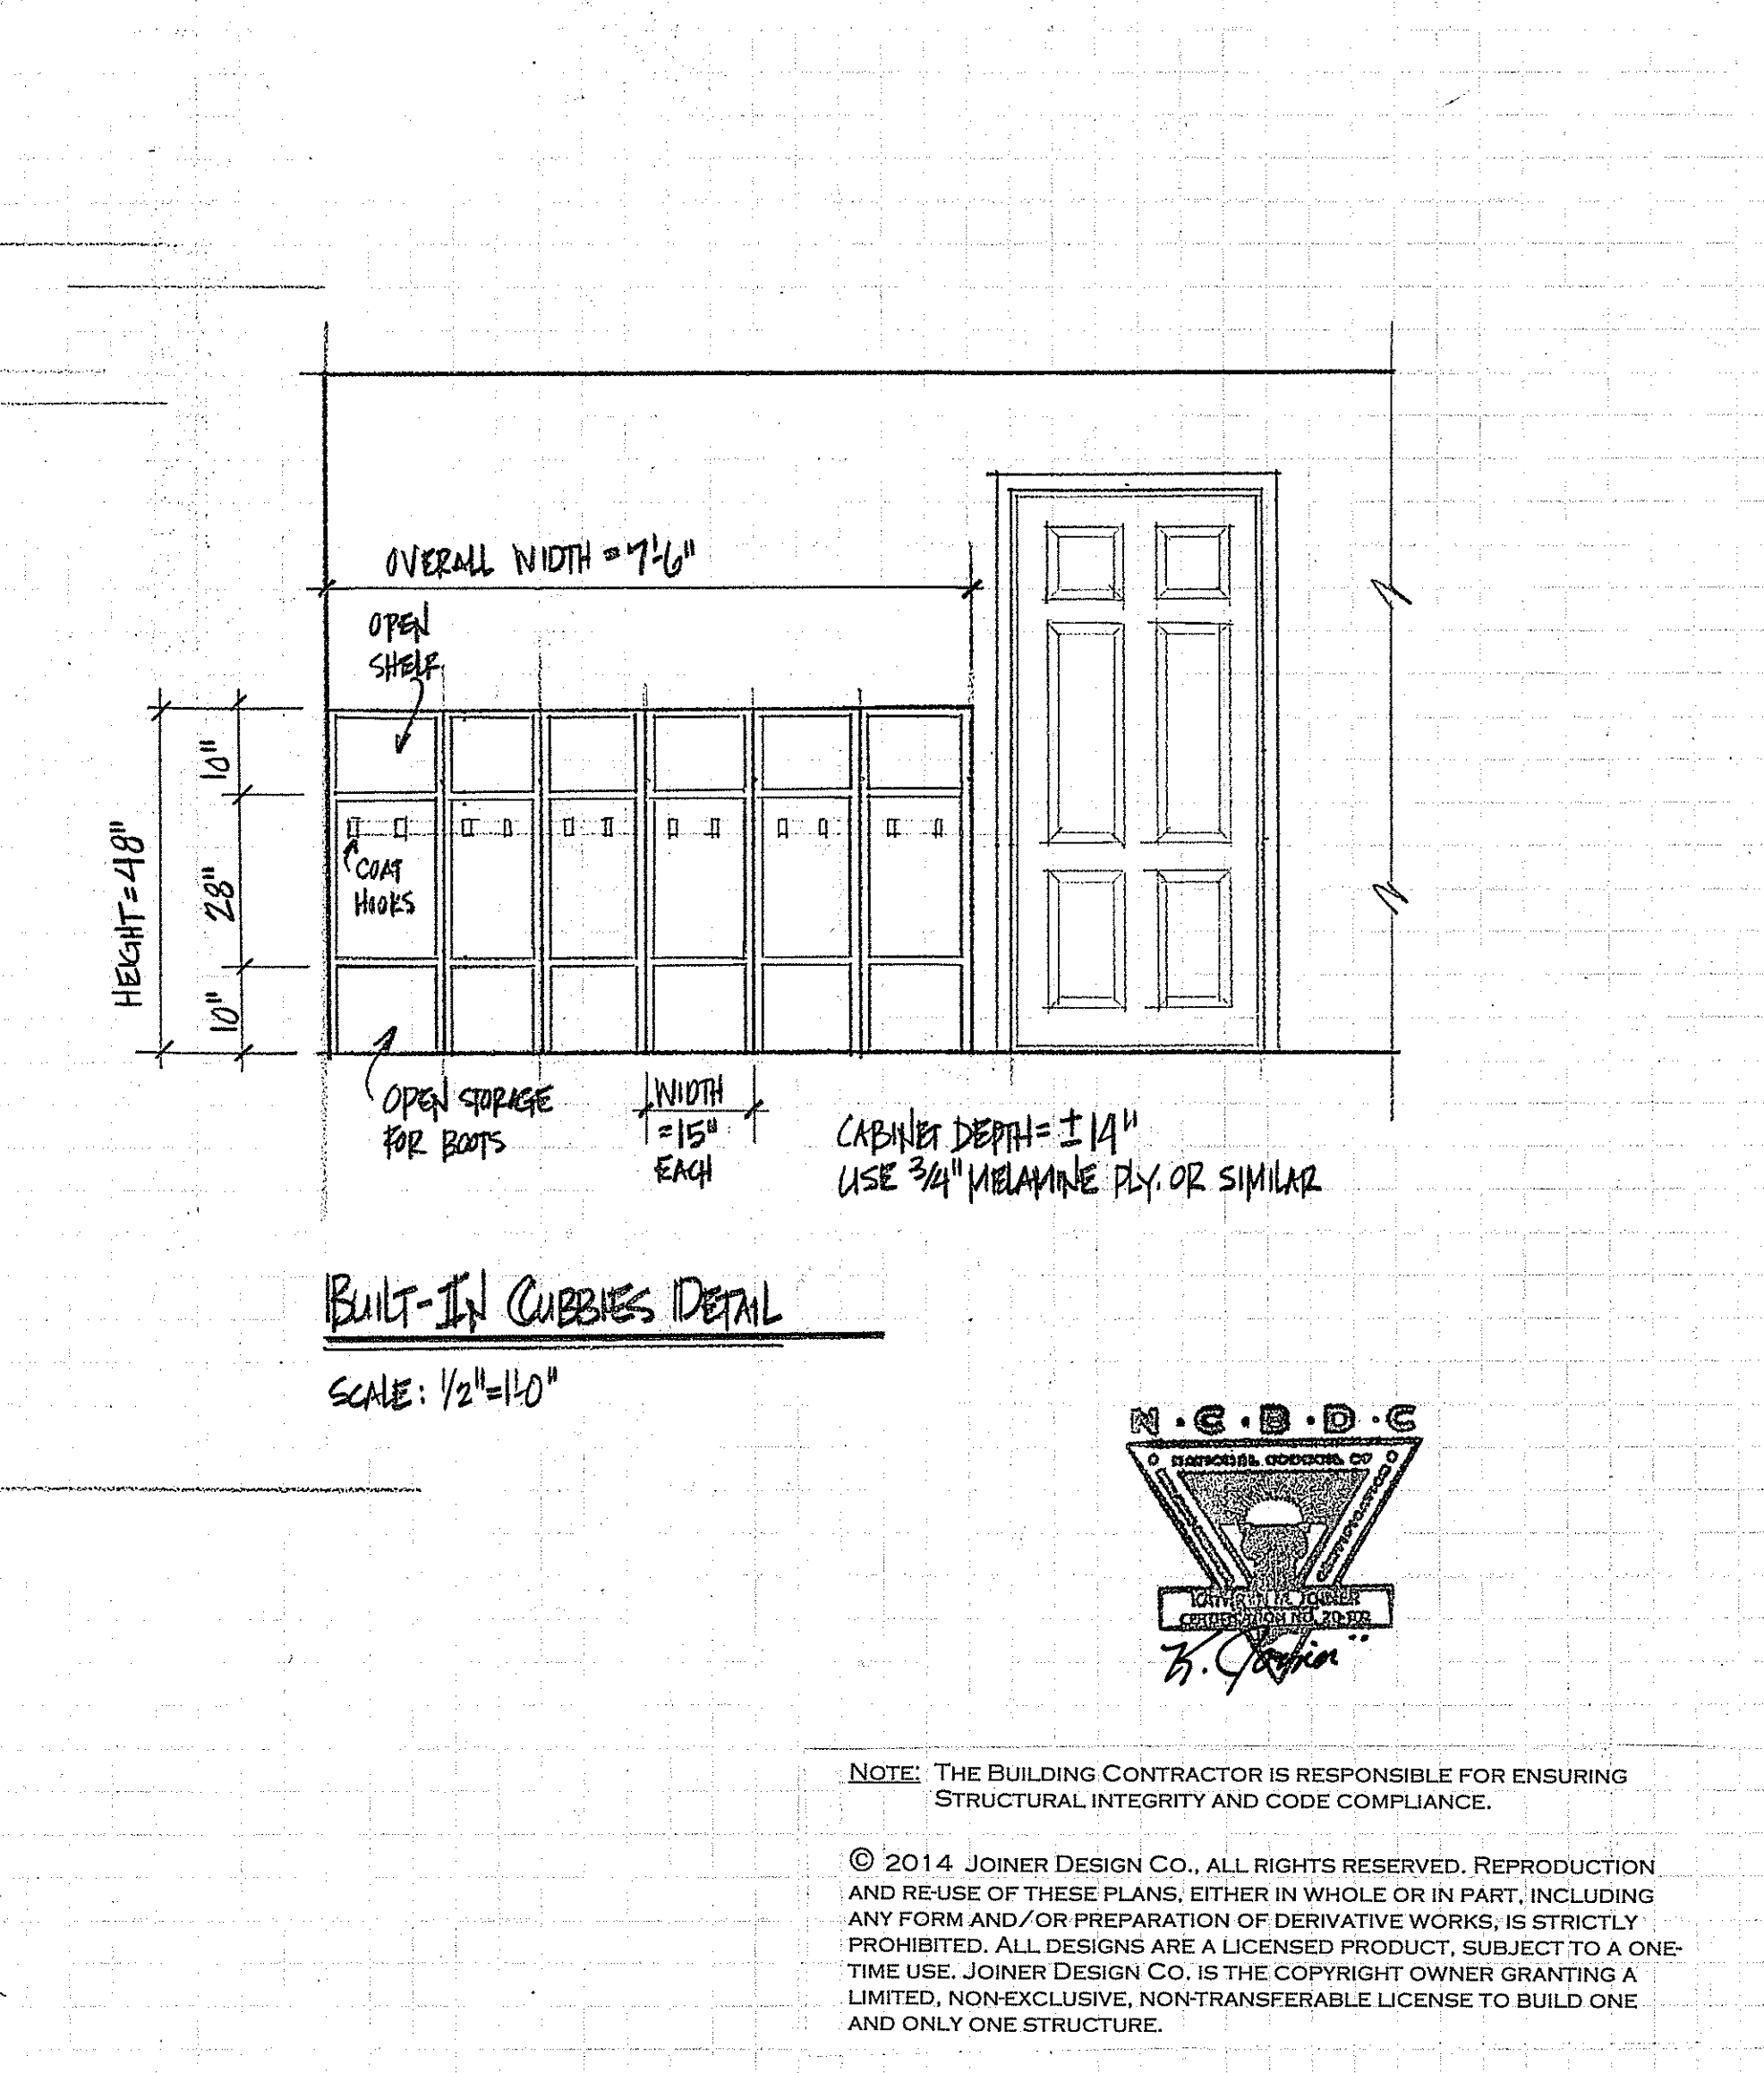 OVERALL WIDTH = 7'-6"
OPEN
SHELF
10"
28"
10"
HEIGHT = 48"
COAT
HOOKS
OPEN STORAGE
FOR BOOTS
WIDTH
=15"
EACH
CABINET DEPTH = ±14"
USE 3/4" MELAMINE PLY. OR SIMILAR
BUILT-IN CUBBIES DETAIL
SCALE: 1/2"=1'-0"
N·C·B·D·C
NATIONAL COUNCIL OF
CERTIFICATION NO.
K. Joiner
NOTE: THE BUILDING CONTRACTOR IS RESPONSIBLE FOR ENSURING
STRUCTURAL INTEGRITY AND CODE COMPLIANCE.
© 2014 JOINER DESIGN CO., ALL RIGHTS RESERVED. REPRODUCTION
AND RE-USE OF THESE PLANS, EITHER IN WHOLE OR IN PART, INCLUDING
ANY FORM AND/OR PREPARATION OF DERIVATIVE WORKS, IS STRICTLY
PROHIBITED. ALL DESIGNS ARE A LICENSED PRODUCT, SUBJECT TO A ONE-
TIME USE. JOINER DESIGN CO. IS THE COPYRIGHT OWNER GRANTING A
LIMITED, NON-EXCLUSIVE, NON-TRANSFERABLE LICENSE TO BUILD ONE
AND ONLY ONE STRUCTURE.